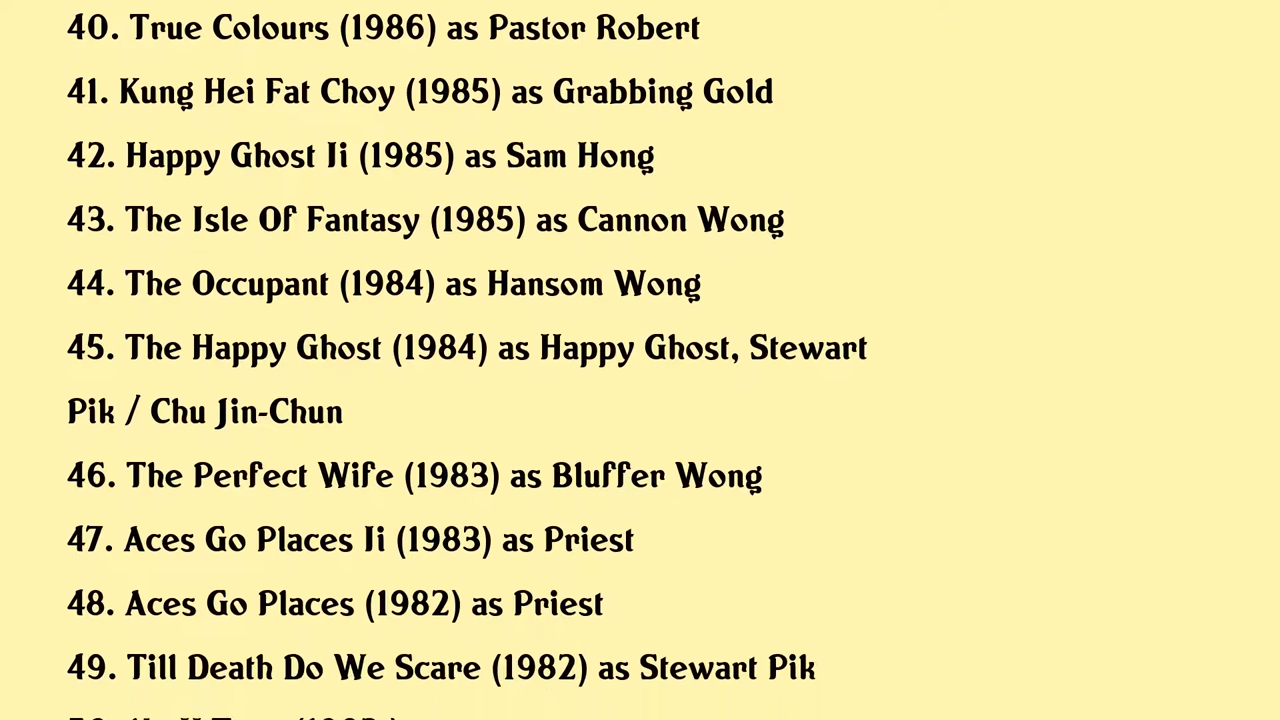 40. True Colours (1986) as Pastor Robert
41. Kung Hei Fat Choy (1985) as Grabbing Gold
42. Happy Ghost Ii (1985) as Sam Hong
43. The Isle Of Fantasy (1985) as Cannon Wong
44. The Occupant (1984) as Hansom Wong
45. The Happy Ghost (1984) as Happy Ghost, Stewart
Pik / Chu Jin-Chun
46. The Perfect Wife (1983) as Bluffer Wong
47. Aces Go Places Ii (1983) as Priest
48. Aces Go Places (1982) as Priest
49. Till Death Do We Scare (1982) as Stewart Pik